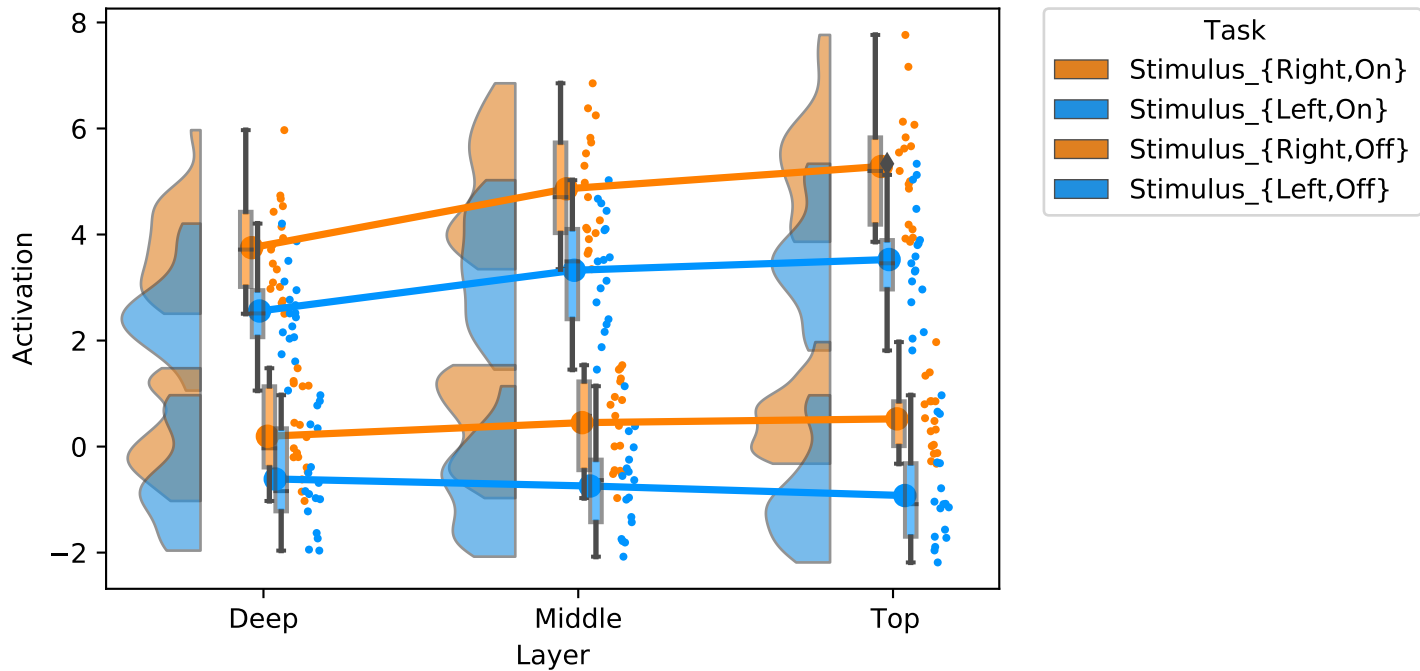 8
6
4
2
0
−2
Activation
Deep
Middle
Top
Layer
Task
Stimulus_{Right,On}
Stimulus_{Left,On}
Stimulus_{Right,Off}
Stimulus_{Left,Off}